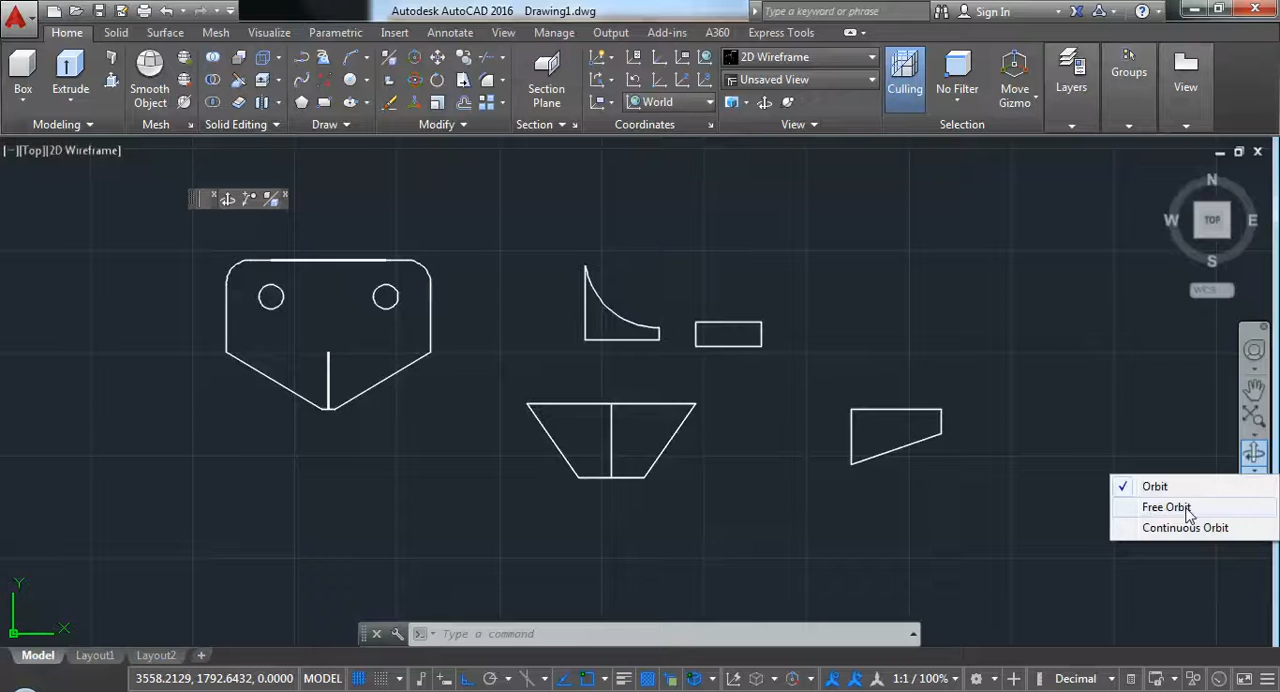 Autodesk AutoCAD 2016 Drawing1.dwg
Type a keyword or phrase
Sign In
Home Solid Surface Mesh Visualize Parametric Insert Annotate View Manage Output Add-ins A360 Express Tools
Box
Extrude
Smooth
Object
Section
Plane
2D Wireframe
Unsaved View
World
Culling
No Filter
Move
Gizmo
Layers
Groups
View
Modeling
Mesh
Solid Editing
Draw
Modify
Section
Coordinates
View
Selection
[−][Top][2D Wireframe]
N
W
TOP
E
S
WCS
Orbit
Free Orbit
Continuous Orbit
Y
X
Type a command
Model Layout1 Layout2 +
3558.2129, 1792.6432, 0.0000 MODEL
1:1 / 100%
Decimal